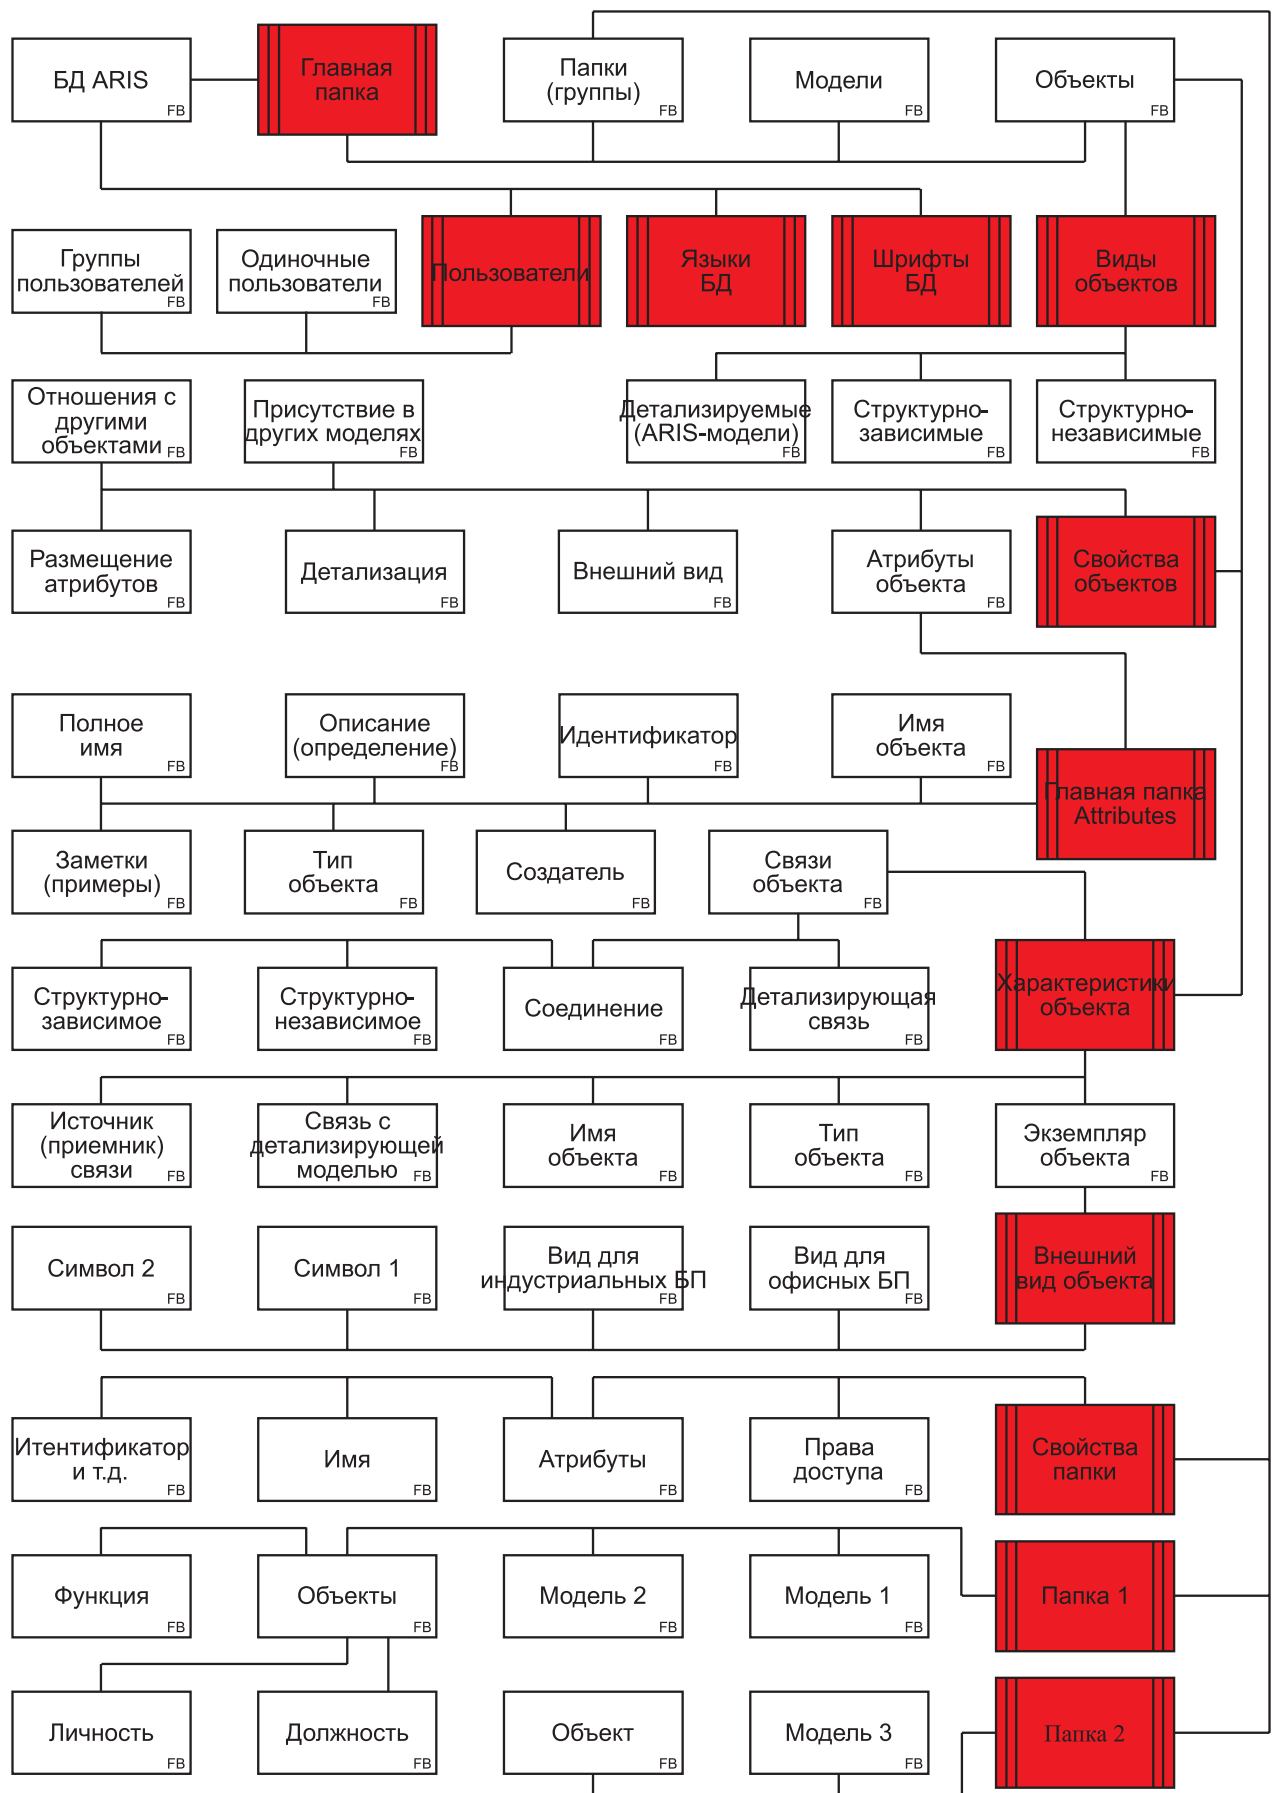 БД ARIS
FB
Главная
папка
Папки
(группы)
FB
Модели
FB
Объекты
FB
Группы
пользователей
FB
Одиночные
пользователи
FB
Пользователи
Языки
БД
Шрифты
БД
Виды
объектов
Отношения с
другими
объектами
FB
Присутствие в
других моделях
FB
Детализируемые
(ARIS-модели)
FB
Структурно-
зависимые
FB
Структурно-
независимые
FB
Размещение
атрибутов
FB
Детализация
FB
Внешний вид
FB
Атрибуты
объекта
FB
Свойства
объектов
Полное
имя
FB
Описание
(определение)
FB
Идентификатор
FB
Имя
объекта
FB
Главная папка
Attributes
Заметки
(примеры)
FB
Тип
объекта
FB
Создатель
FB
Связи
объекта
FB
Структурно-
зависимое
FB
Структурно-
независимое
FB
Соединение
FB
Детализирующая
связь
FB
Характеристики
объекта
Источник
(приемник)
связи
FB
Связь с
детализирующей
моделью
FB
Имя
объекта
FB
Тип
объекта
FB
Экземпляр
объекта
FB
Символ 2
FB
Символ 1
FB
Вид для
индустриальных БП
FB
Вид для
офисных БП
FB
Внешний
вид объекта
Итентификатор
и т.д.
FB
Имя
FB
Атрибуты
FB
Права
доступа
FB
Свойства
папки
Функция
FB
Объекты
FB
Модель 2
FB
Модель 1
FB
Папка 1
Личность
FB
Должность
FB
Объект
FB
Модель 3
FB
Папка 2